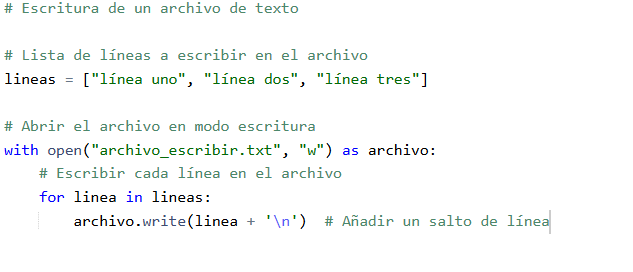 # Escritura de un archivo de texto
# Lista de líneas a escribir en el archivo
lineas = ["línea uno", "línea dos", "línea tres"]
# Abrir el archivo en modo escritura
with open("archivo_escribir.txt", "w") as archivo:
    # Escribir cada línea en el archivo
    for linea in lineas:
        archivo.write(linea + '\n')  # Añadir un salto de línea